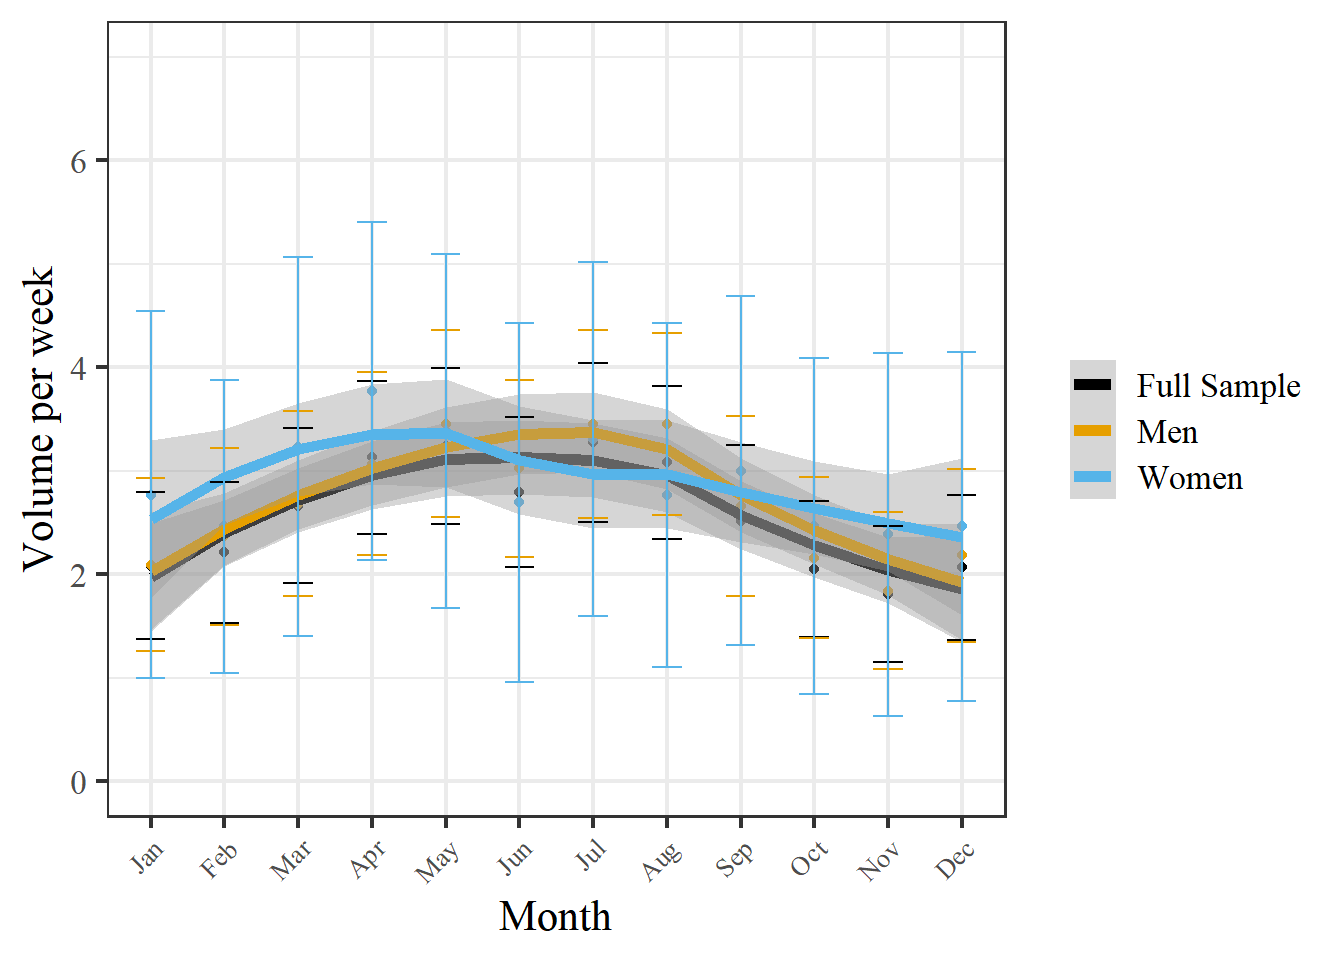 Volume per week
6
4
2
0
Jan
Feb
Mar
Apr
May
Jun
Jul
Aug
Sep
Oct
Nov
Dec
Month
Full Sample
Men
Women